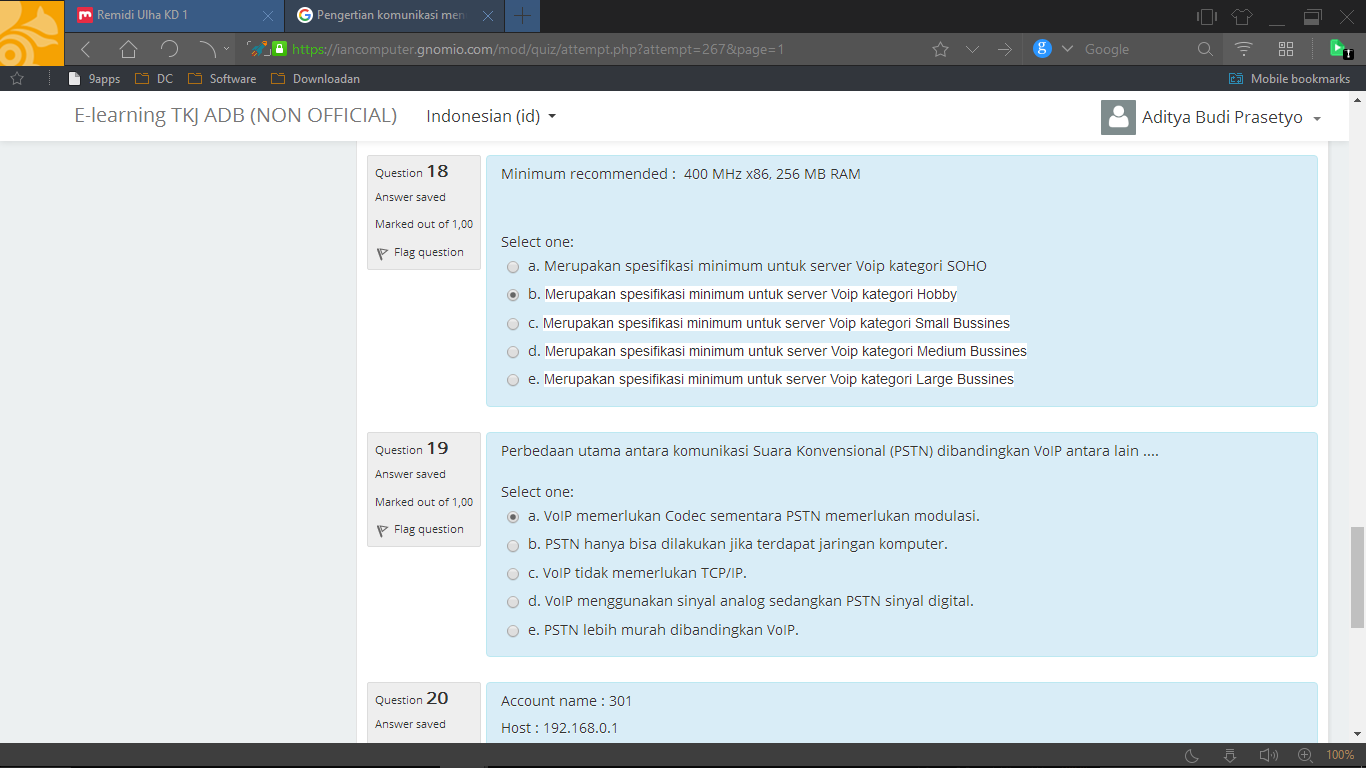 Remidi Ulha KD 1
Pengertian komunikasi men
https://iancomputer.gnomio.com/mod/quiz/attempt.php?attempt=267&page=1
Google
9apps
DC
Software
Downloadan
Mobile bookmarks
E-learning TKJ ADB (NON OFFICIAL)
Indonesian (id)
Aditya Budi Prasetyo
Question 18
Answer saved
Marked out of 1,00
Flag question
Minimum recommended : 400 MHz x86, 256 MB RAM
Select one:
a. Merupakan spesifikasi minimum untuk server Voip kategori SOHO
b. Merupakan spesifikasi minimum untuk server Voip kategori Hobby
c. Merupakan spesifikasi minimum untuk server Voip kategori Small Bussines
d. Merupakan spesifikasi minimum untuk server Voip kategori Medium Bussines
e. Merupakan spesifikasi minimum untuk server Voip kategori Large Bussines
Question 19
Answer saved
Marked out of 1,00
Flag question
Perbedaan utama antara komunikasi Suara Konvensional (PSTN) dibandingkan VoIP antara lain ....
Select one:
a. VoIP memerlukan Codec sementara PSTN memerlukan modulasi.
b. PSTN hanya bisa dilakukan jika terdapat jaringan komputer.
c. VoIP tidak memerlukan TCP/IP.
d. VoIP menggunakan sinyal analog sedangkan PSTN sinyal digital.
e. PSTN lebih murah dibandingkan VoIP.
Question 20
Answer saved
Account name : 301
Host : 192.168.0.1
100%